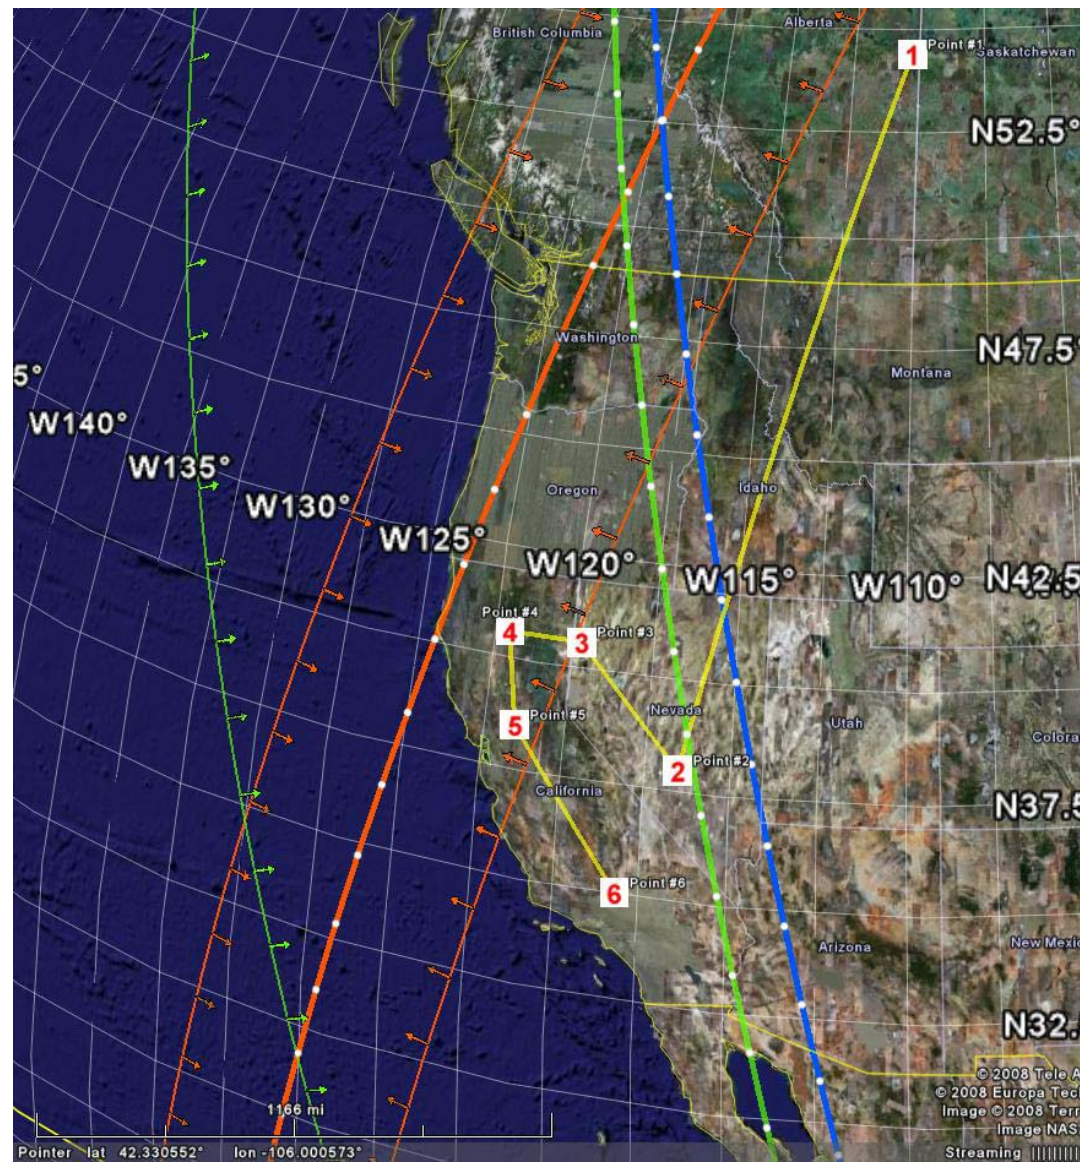 British Columbia
Alberta
1
Point #1
Saskatchewan
N52.5°
Washington
N47.5°
Montana
5°
W140°
W135°
W130°
W125°
W120°
W115°
W110°
N42.5
Oregon
Idaho
Point #4
4
3
Point #3
5
Point #5
Nevada
Utah
Colora
2
Point #2
California
N37.5
6
Point #6
Arizona
New Mexic
N32.
© 2008 Tele A
© 2008 Europa Tec
Image © 2008 Terr
Image NAS
1166 mi
Pointer lat 42.330552° lon -106.000573°
Streaming